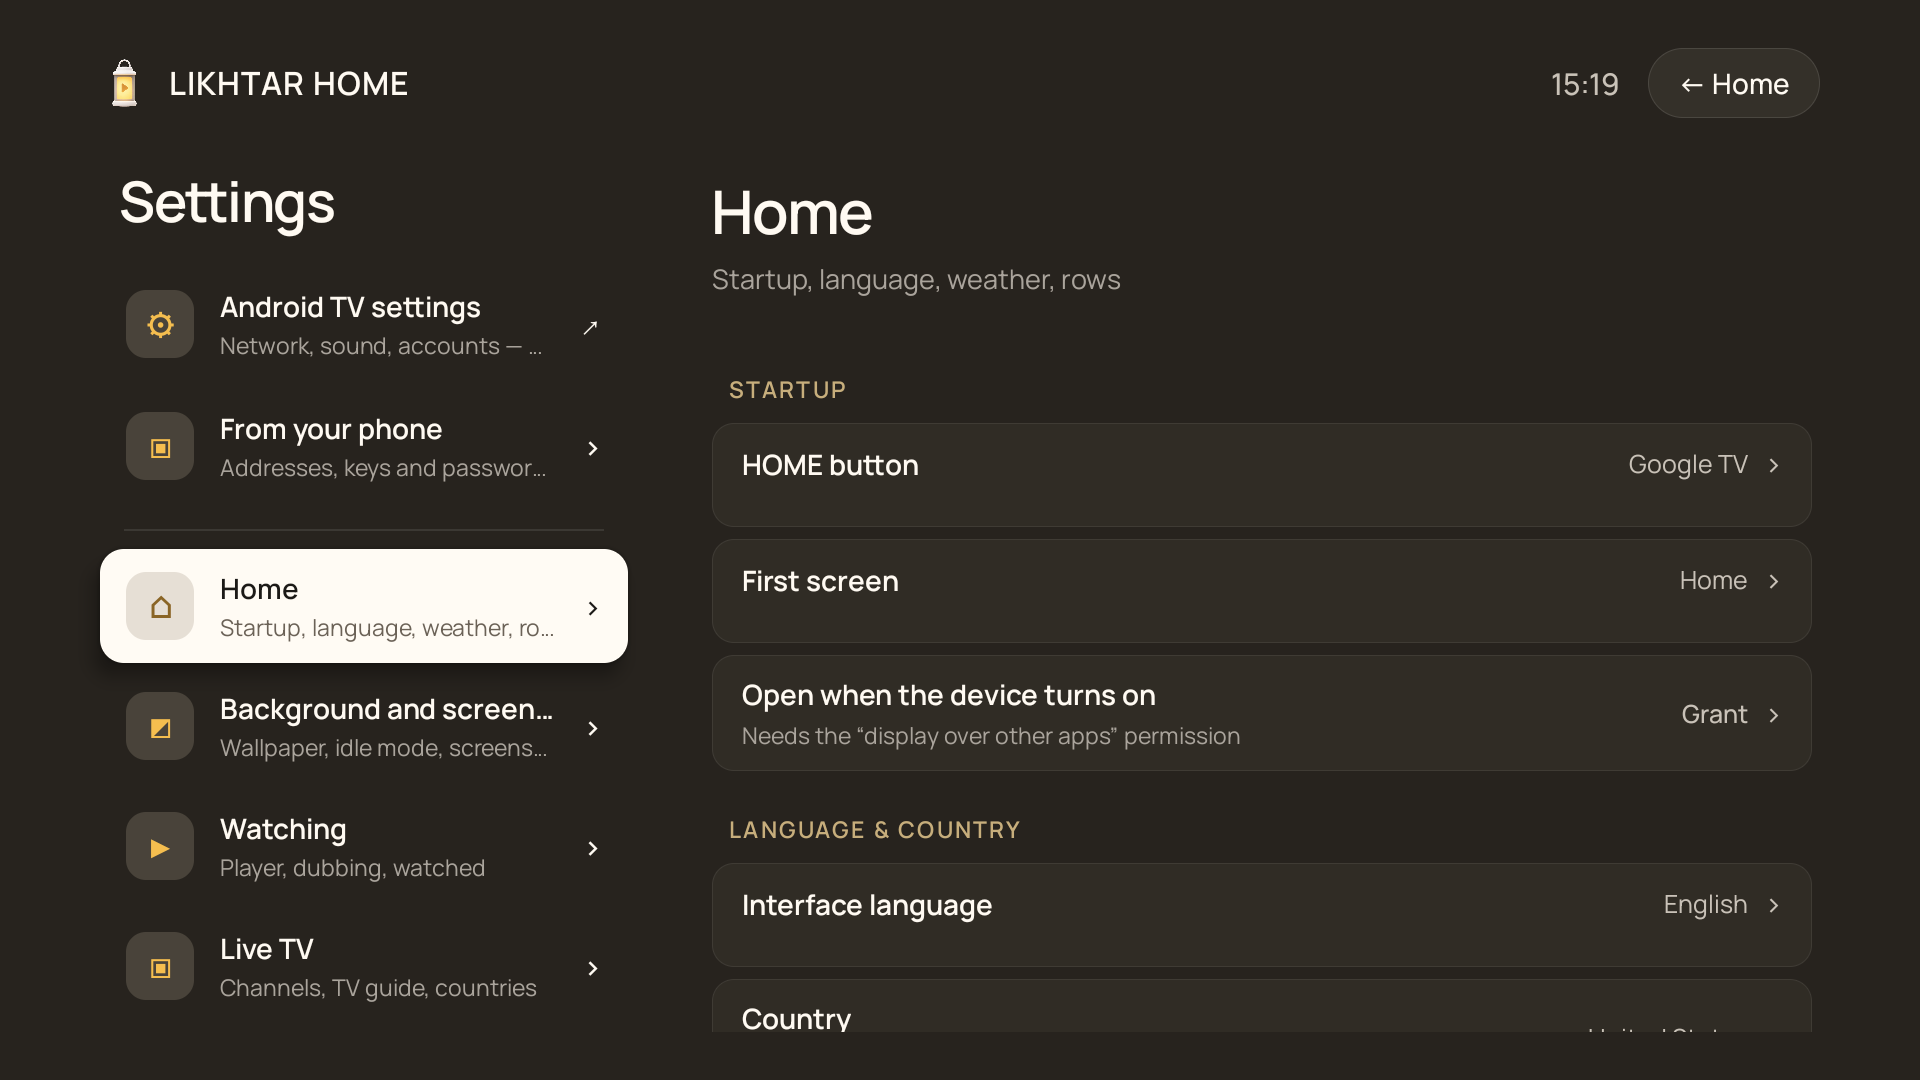 LIKHTAR HOME
15:19
← Home
Settings
Android TV settings
Network, sound, accounts — ...
From your phone
Addresses, keys and passwor...
Home
Startup, language, weather, ro...
Background and screen...
Wallpaper, idle mode, screens...
Watching
Player, dubbing, watched
Live TV
Channels, TV guide, countries
Home
Startup, language, weather, rows
STARTUP
HOME button
Google TV
First screen
Home
Open when the device turns on
Needs the “display over other apps” permission
Grant
LANGUAGE & COUNTRY
Interface language
English
Country